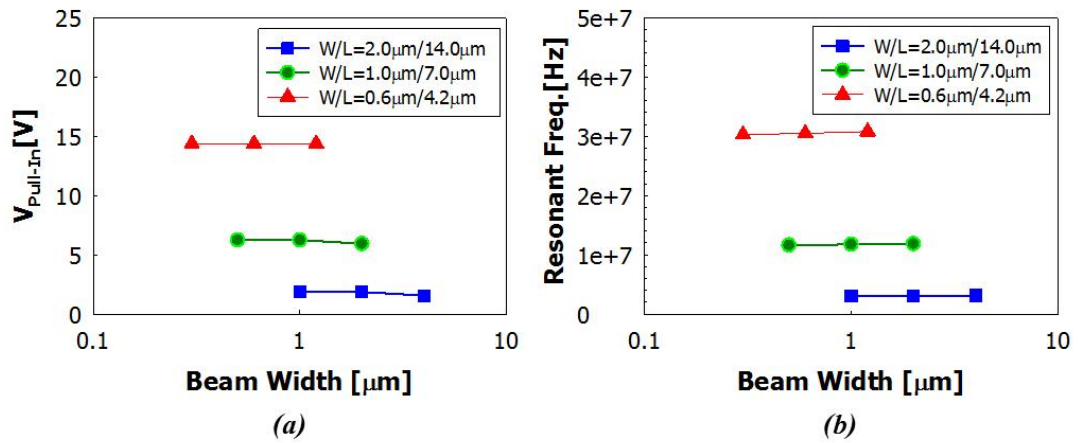 25
20
15
10
5
0
V_Pull-In[V]
W/L=2.0μm/14.0μm
W/L=1.0μm/7.0μm
W/L=0.6μm/4.2μm
0.1 1 10
Beam Width [μm]
(a)
5e+7
4e+7
3e+7
2e+7
1e+7
0
Resonant Freq.[Hz]
W/L=2.0μm/14.0μm
W/L=1.0μm/7.0μm
W/L=0.6μm/4.2μm
0.1 1 10
Beam Width [μm]
(b)